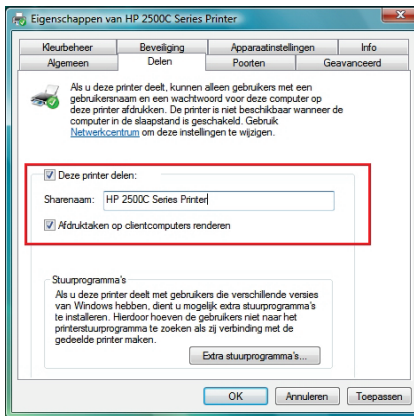 Eigenschappen van HP 2500C Series Printer
Kleurbeheer Beveiliging Apparaatinstellingen Info
Algemeen Delen Poorten Geavanceerd
Als u deze printer deelt, kunnen alleen gebruikers met een
gebruikersnaam en een wachtwoord voor deze computer op
deze printer afdrukken. De printer is niet beschikbaar wanneer de
computer in de slaapstand is geschakeld. Gebruik
Netwerkcentrum om deze instellingen te wijzigen.
Deze printer delen:
Sharenaam: HP 2500C Series Printer
Afdruktaken op clientcomputers renderen
Stuurprogramma's
Als u deze printer deelt met gebruikers die verschillende versies
van Windows hebben, dient u mogelijk extra stuurprogramma's
te installeren. Hierdoor hoeven de gebruikers niet naar het
printerstuurprogramma te zoeken als zij verbinding met de
gedeelde printer maken.
Extra stuurprogramma's...
OK Annuleren Toepassen